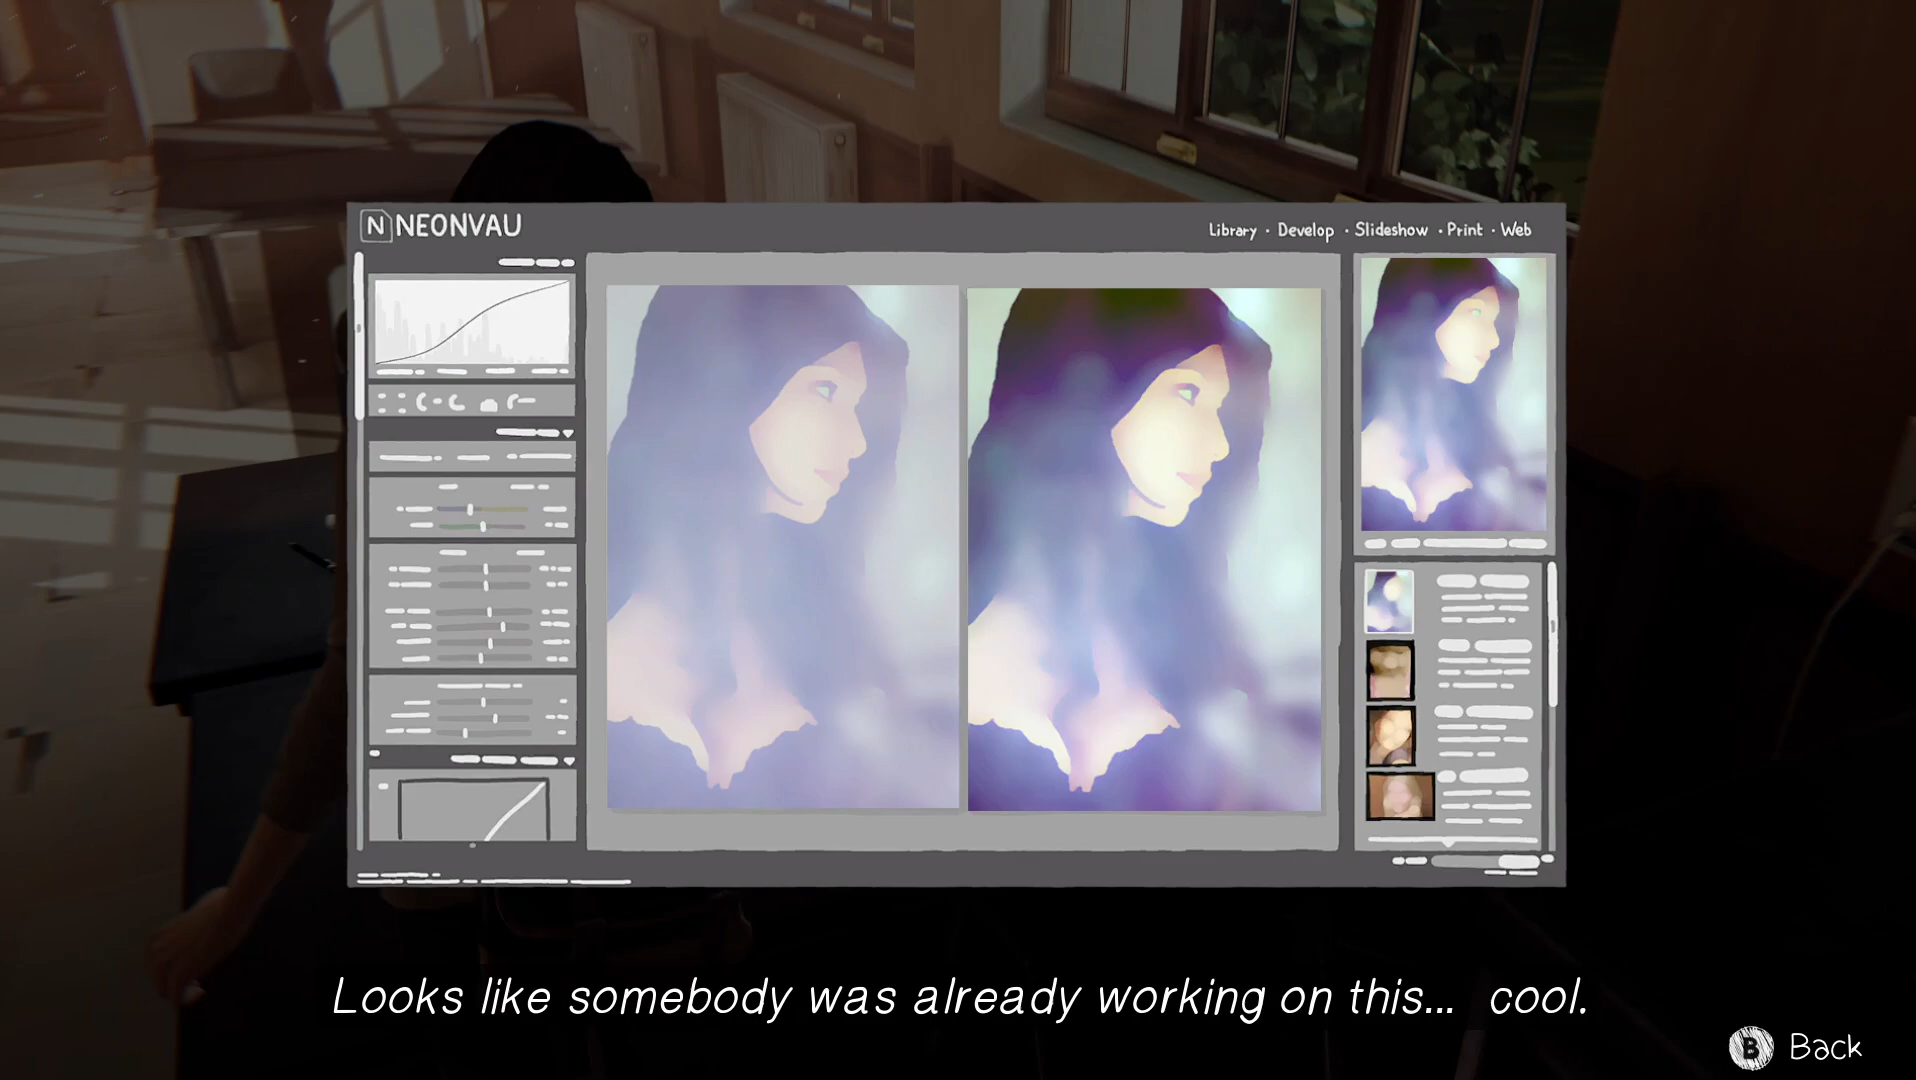 N NEONVAU
Library · Develop · Slideshow · Print · Web
Looks like somebody was already working on this... cool.
B Back